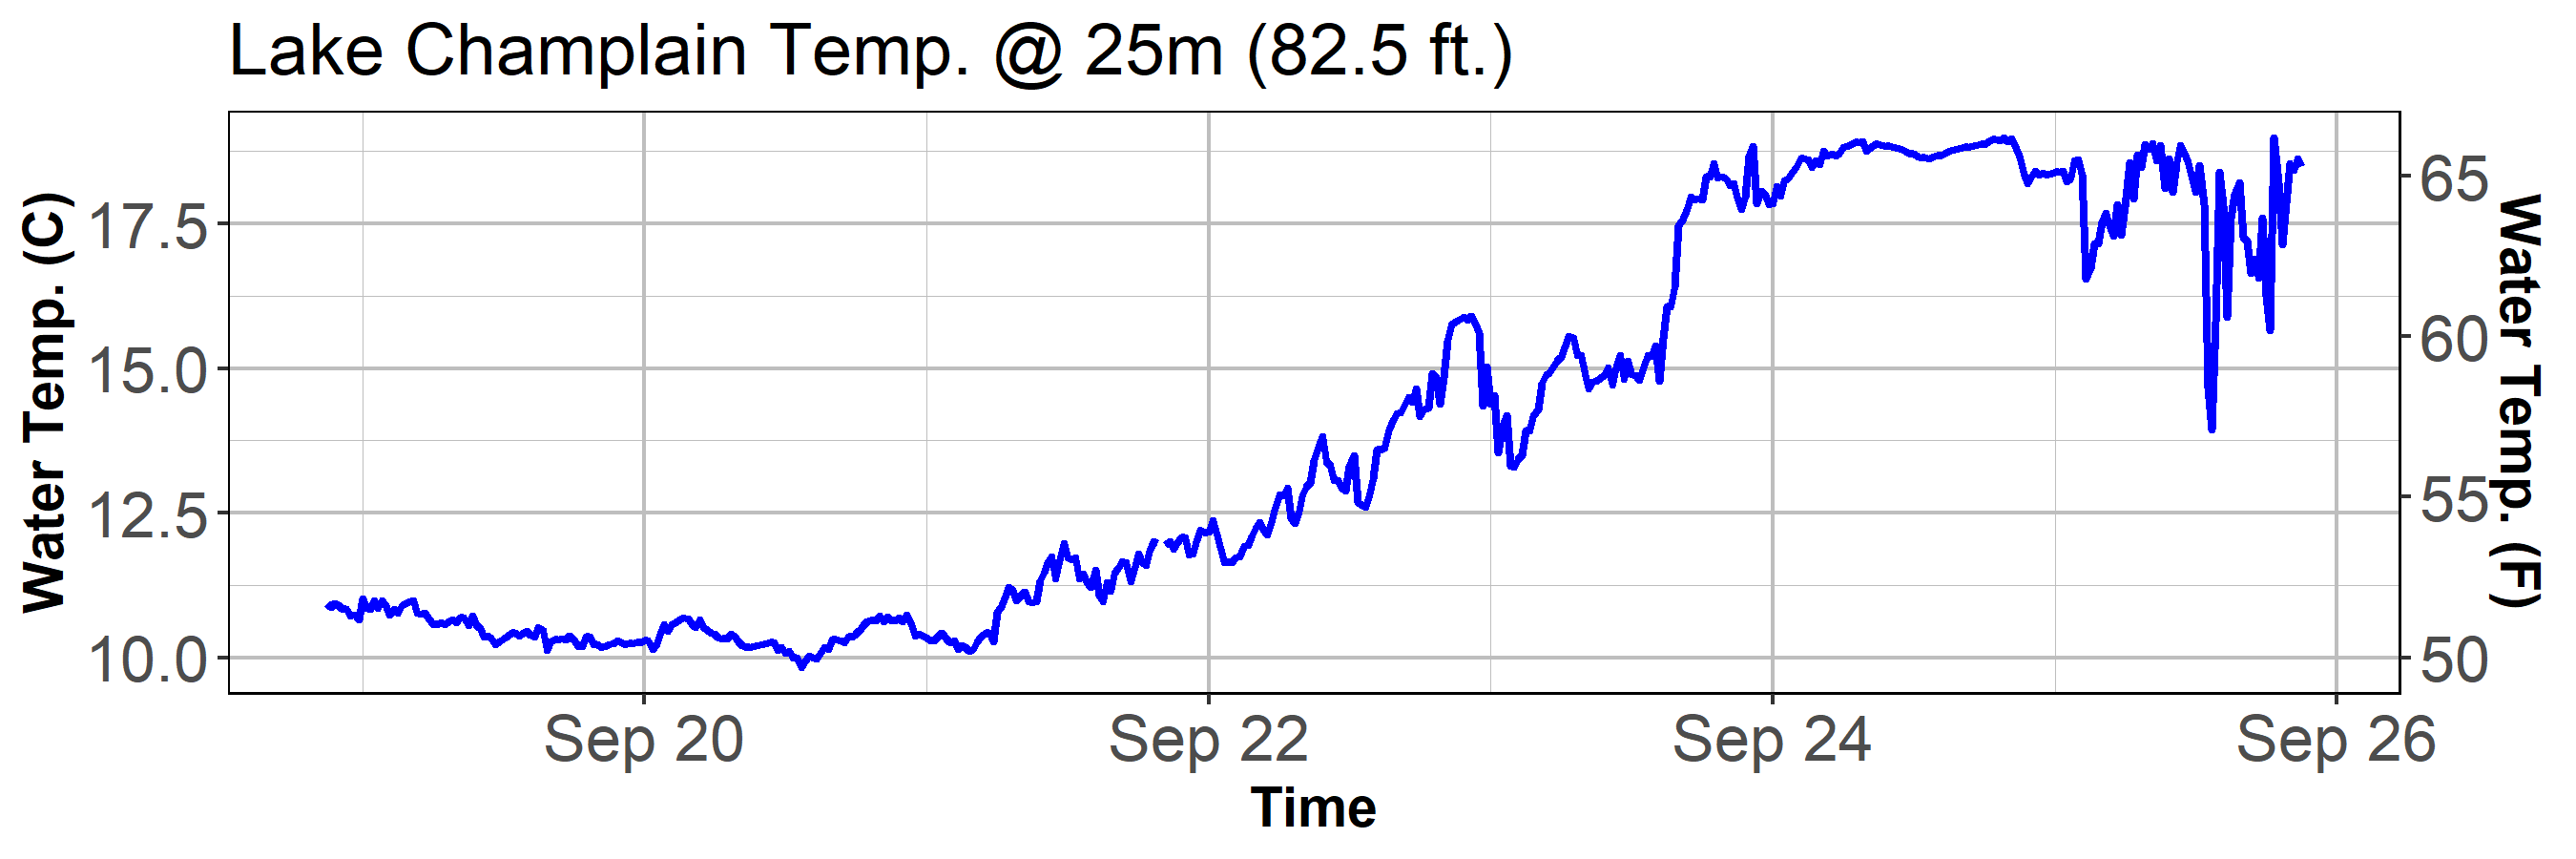 Lake Champlain Temp. @ 25m (82.5 ft.)
Water Temp. (C)
17.5
15.0
12.5
10.0
65
60
55
50
Water Temp. (F)
Sep 20 Sep 22 Sep 24 Sep 26
Time